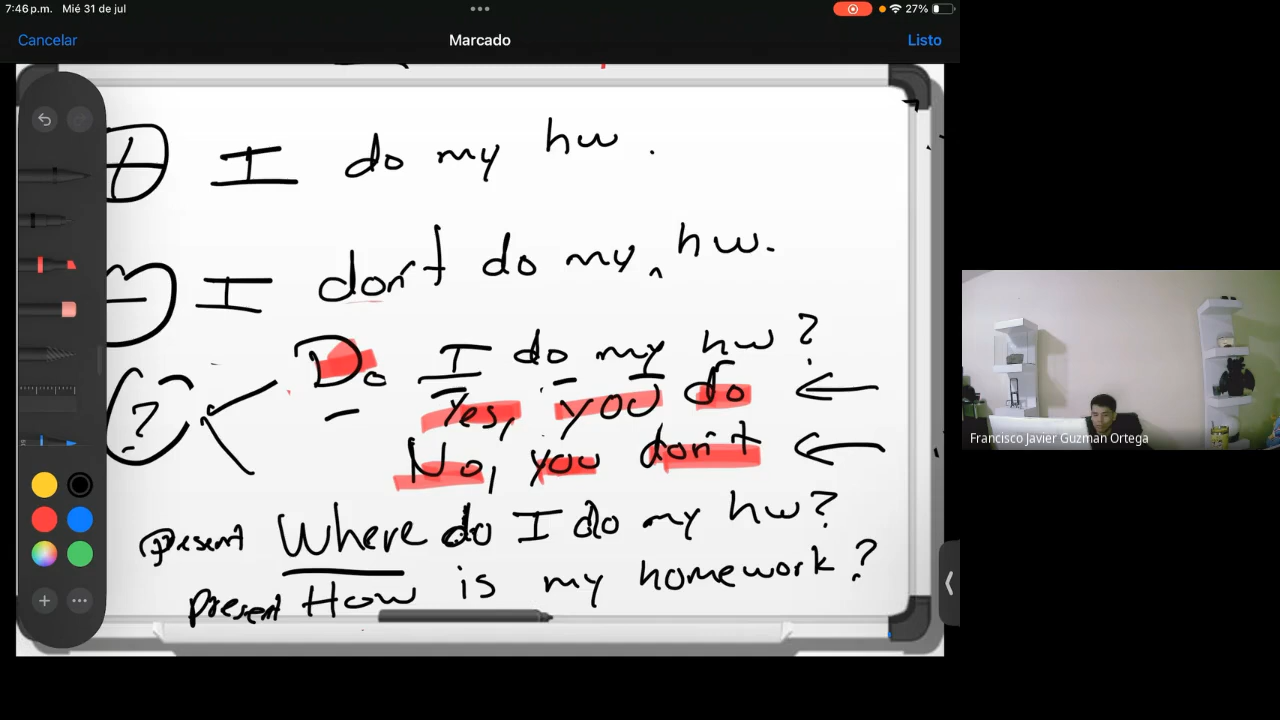 7:46 p.m. Mié 31 de jul
27%
Cancelar
Marcado
Listo
+ I do my hw.
- I don't do my hw.
? Do I do my hw?
Yes, you do
No, you don't
present Where do I do my hw?
present How is my homework?
Francisco Javier Guzman Ortega